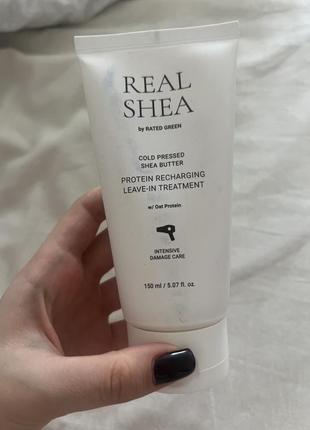 REAL
SHEA
by RATED GREEN
COLD PRESSED
SHEA BUTTER
PROTEIN RECHARGING
LEAVE-IN TREATMENT
w/ Oat Protein
INTENSIVE
DAMAGE CARE
150 ml / 5.07 fl. oz.